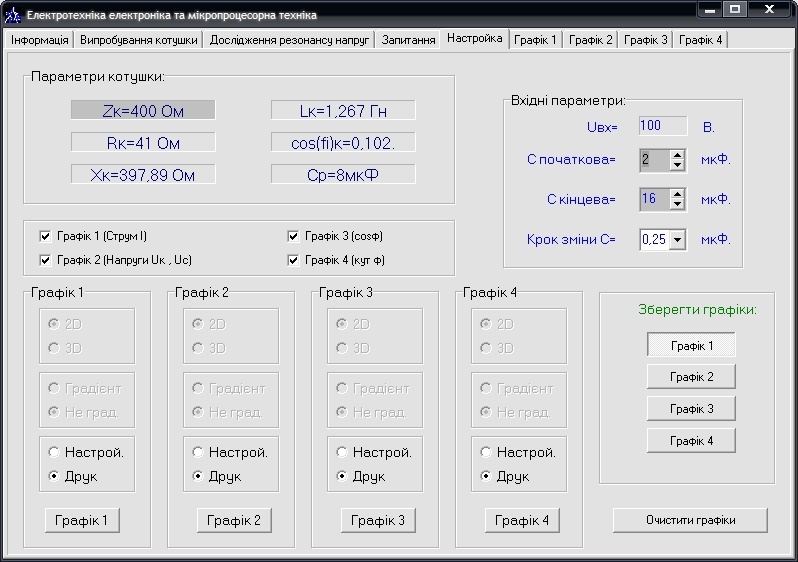 Електротехніка електроніка та мікропроцесорна техніка
Інформація Випробування котушки Дослідження резонансу напруг Запитання Настройка Графік 1 Графік 2 Графік 3 Графік 4
Параметри котушки:
Zк=400 Ом Lк=1,267 Гн
Rк=41 Ом cos(fi)к=0,102.
Xк=397,89 Ом Cр=8мкФ
Вхідні параметри:
Uвх= 100 В.
С початкова= 2 мкФ.
С кінцева= 16 мкФ.
Крок зміни С= 0,25 мкФ.
Графік 1 (Струм I) Графік 3 (cosф)
Графік 2 (Напруги Uк , Uc) Графік 4 (кут ф)
Графік 1 Графік 2 Графік 3 Графік 4
2D 2D 2D 2D
3D 3D 3D 3D
Градієнт Градієнт Градієнт Градієнт
Не град. Не град. Не град. Не град.
Настрой. Настрой. Настрой. Настрой.
Друк Друк Друк Друк
Графік 1 Графік 2 Графік 3 Графік 4
Зберегти графіки:
Графік 1
Графік 2
Графік 3
Графік 4
Очистити графіки